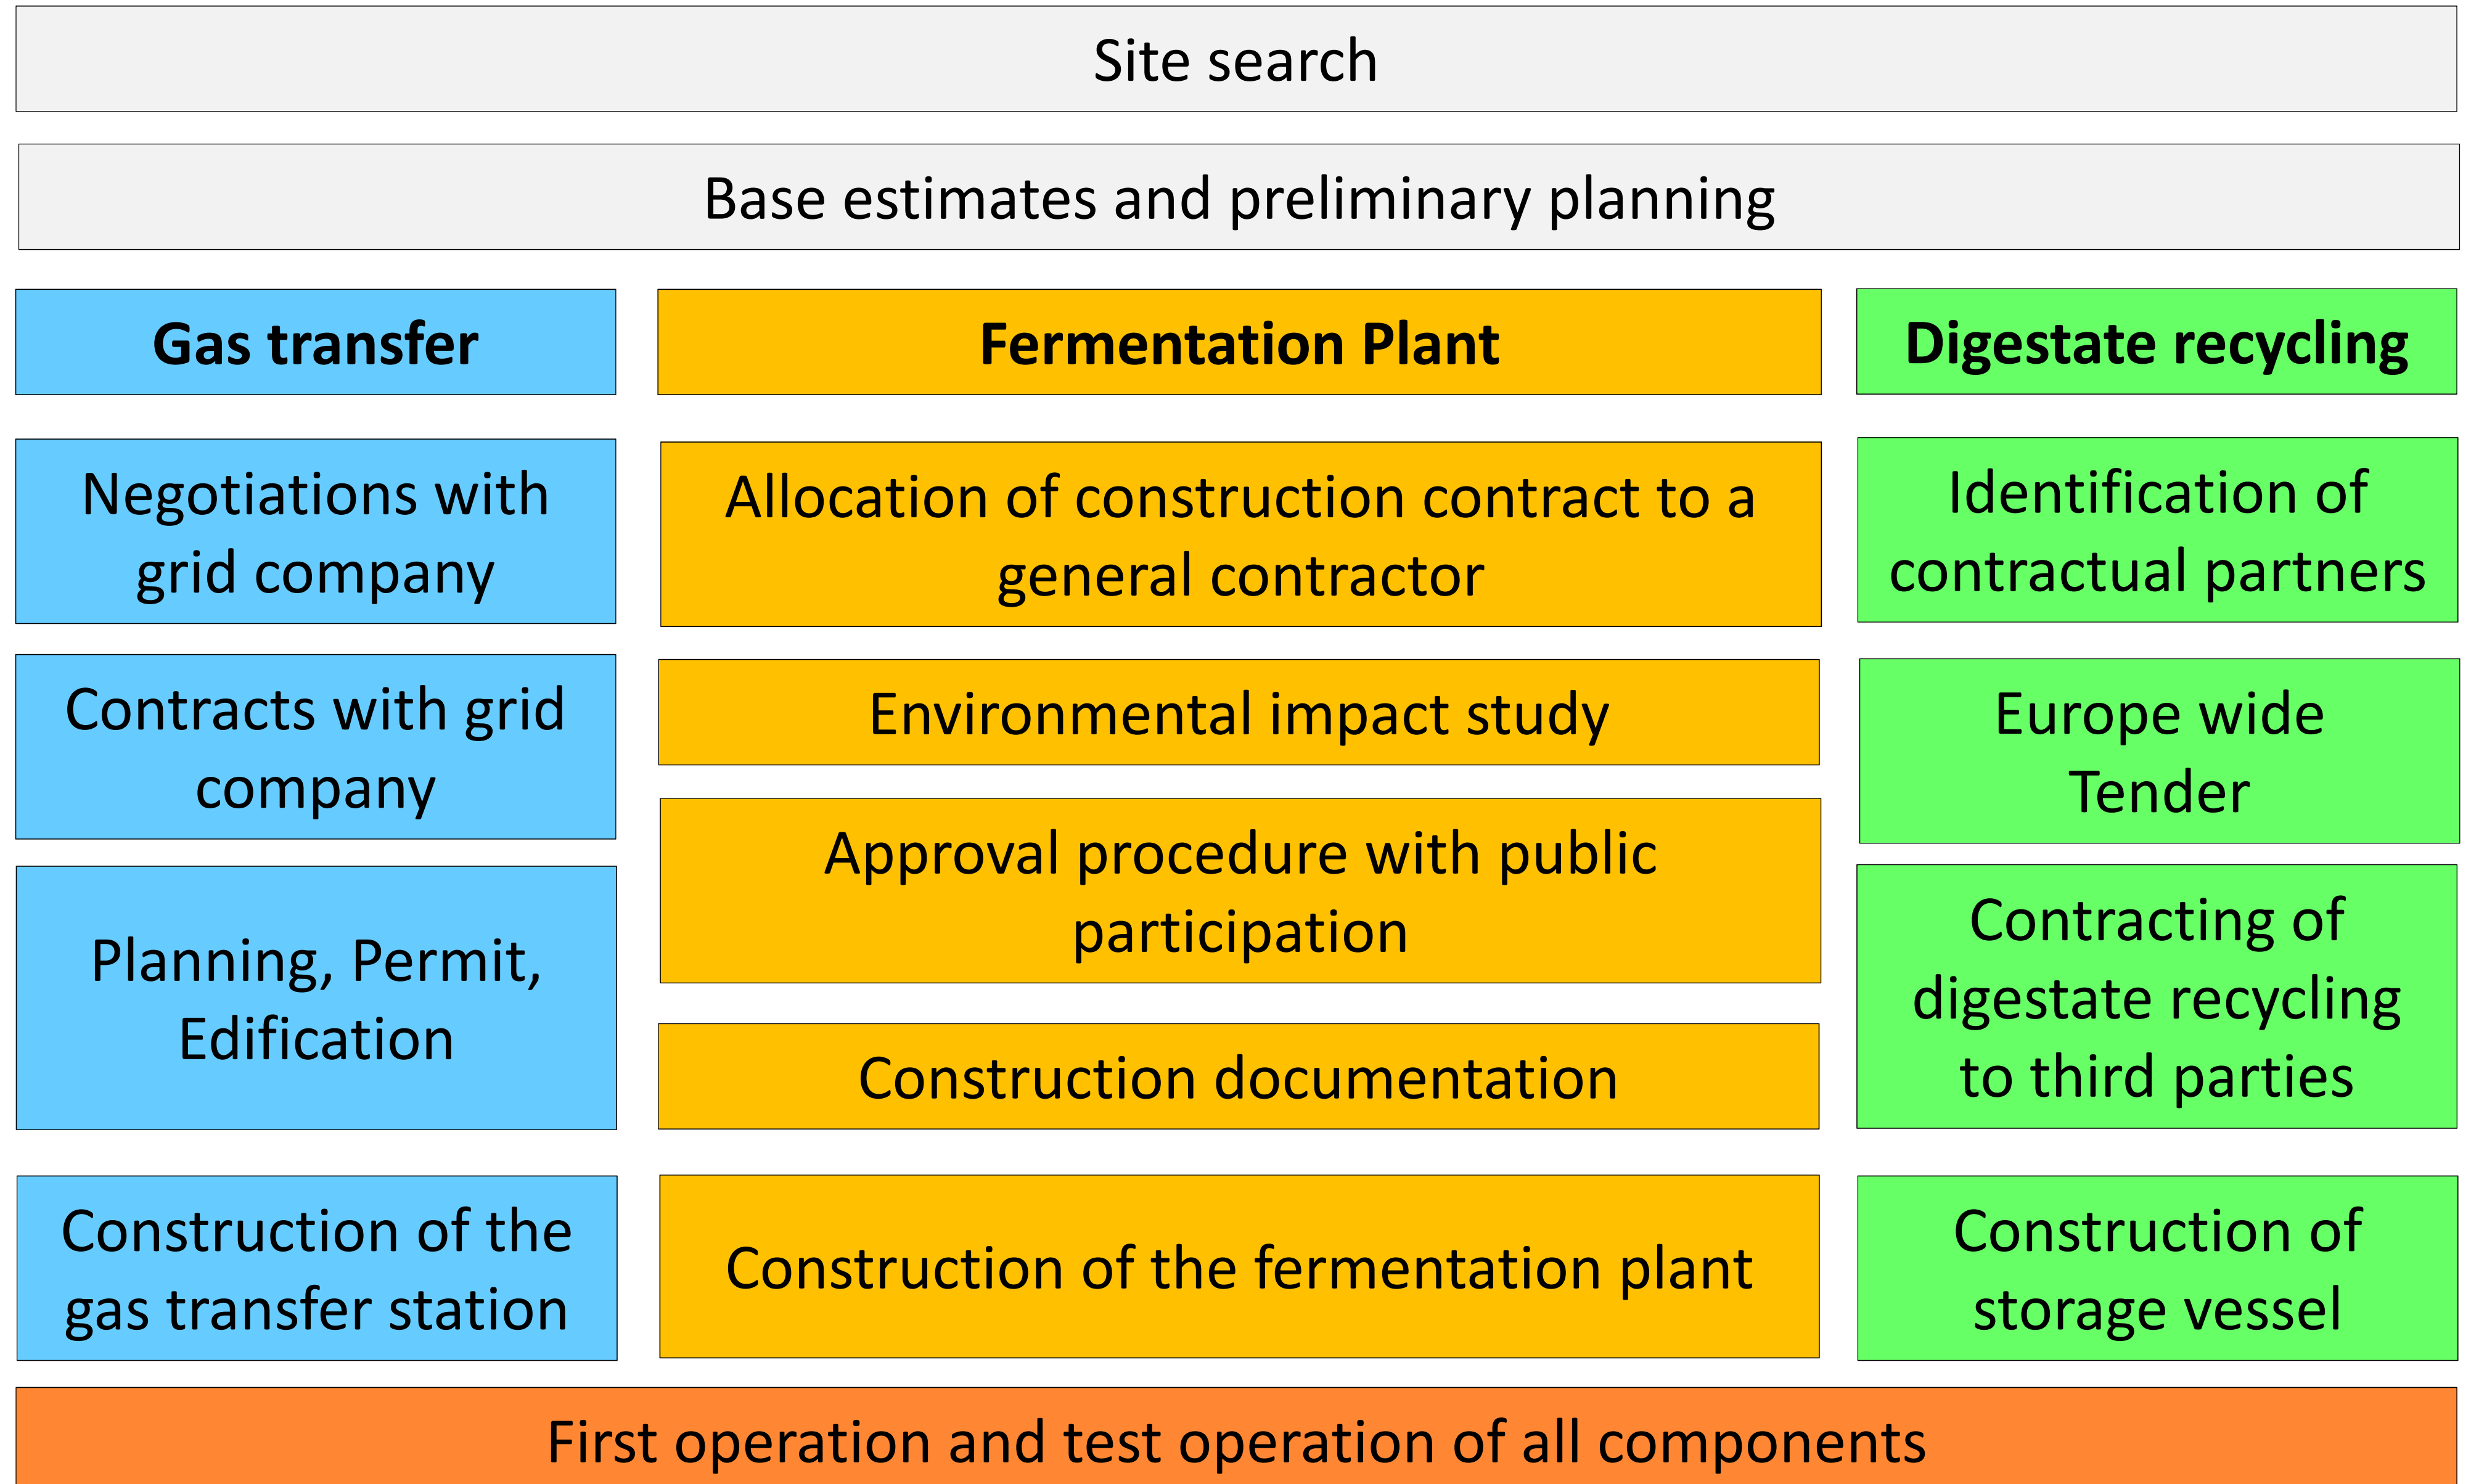 Site search
Base estimates and preliminary planning
Gas transfer
Negotiations with
grid company
Contracts with grid
company
Planning, Permit,
Edification
Construction of the
gas transfer station
Fermentation Plant
Allocation of construction contract to a
general contractor
Environmental impact study
Approval procedure with public
participation
Construction documentation
Construction of the fermentation plant
Digestate recycling
Identification of
contractual partners
Europe wide
Tender
Contracting of
digestate recycling
to third parties
Construction of
storage vessel
First operation and test operation of all components